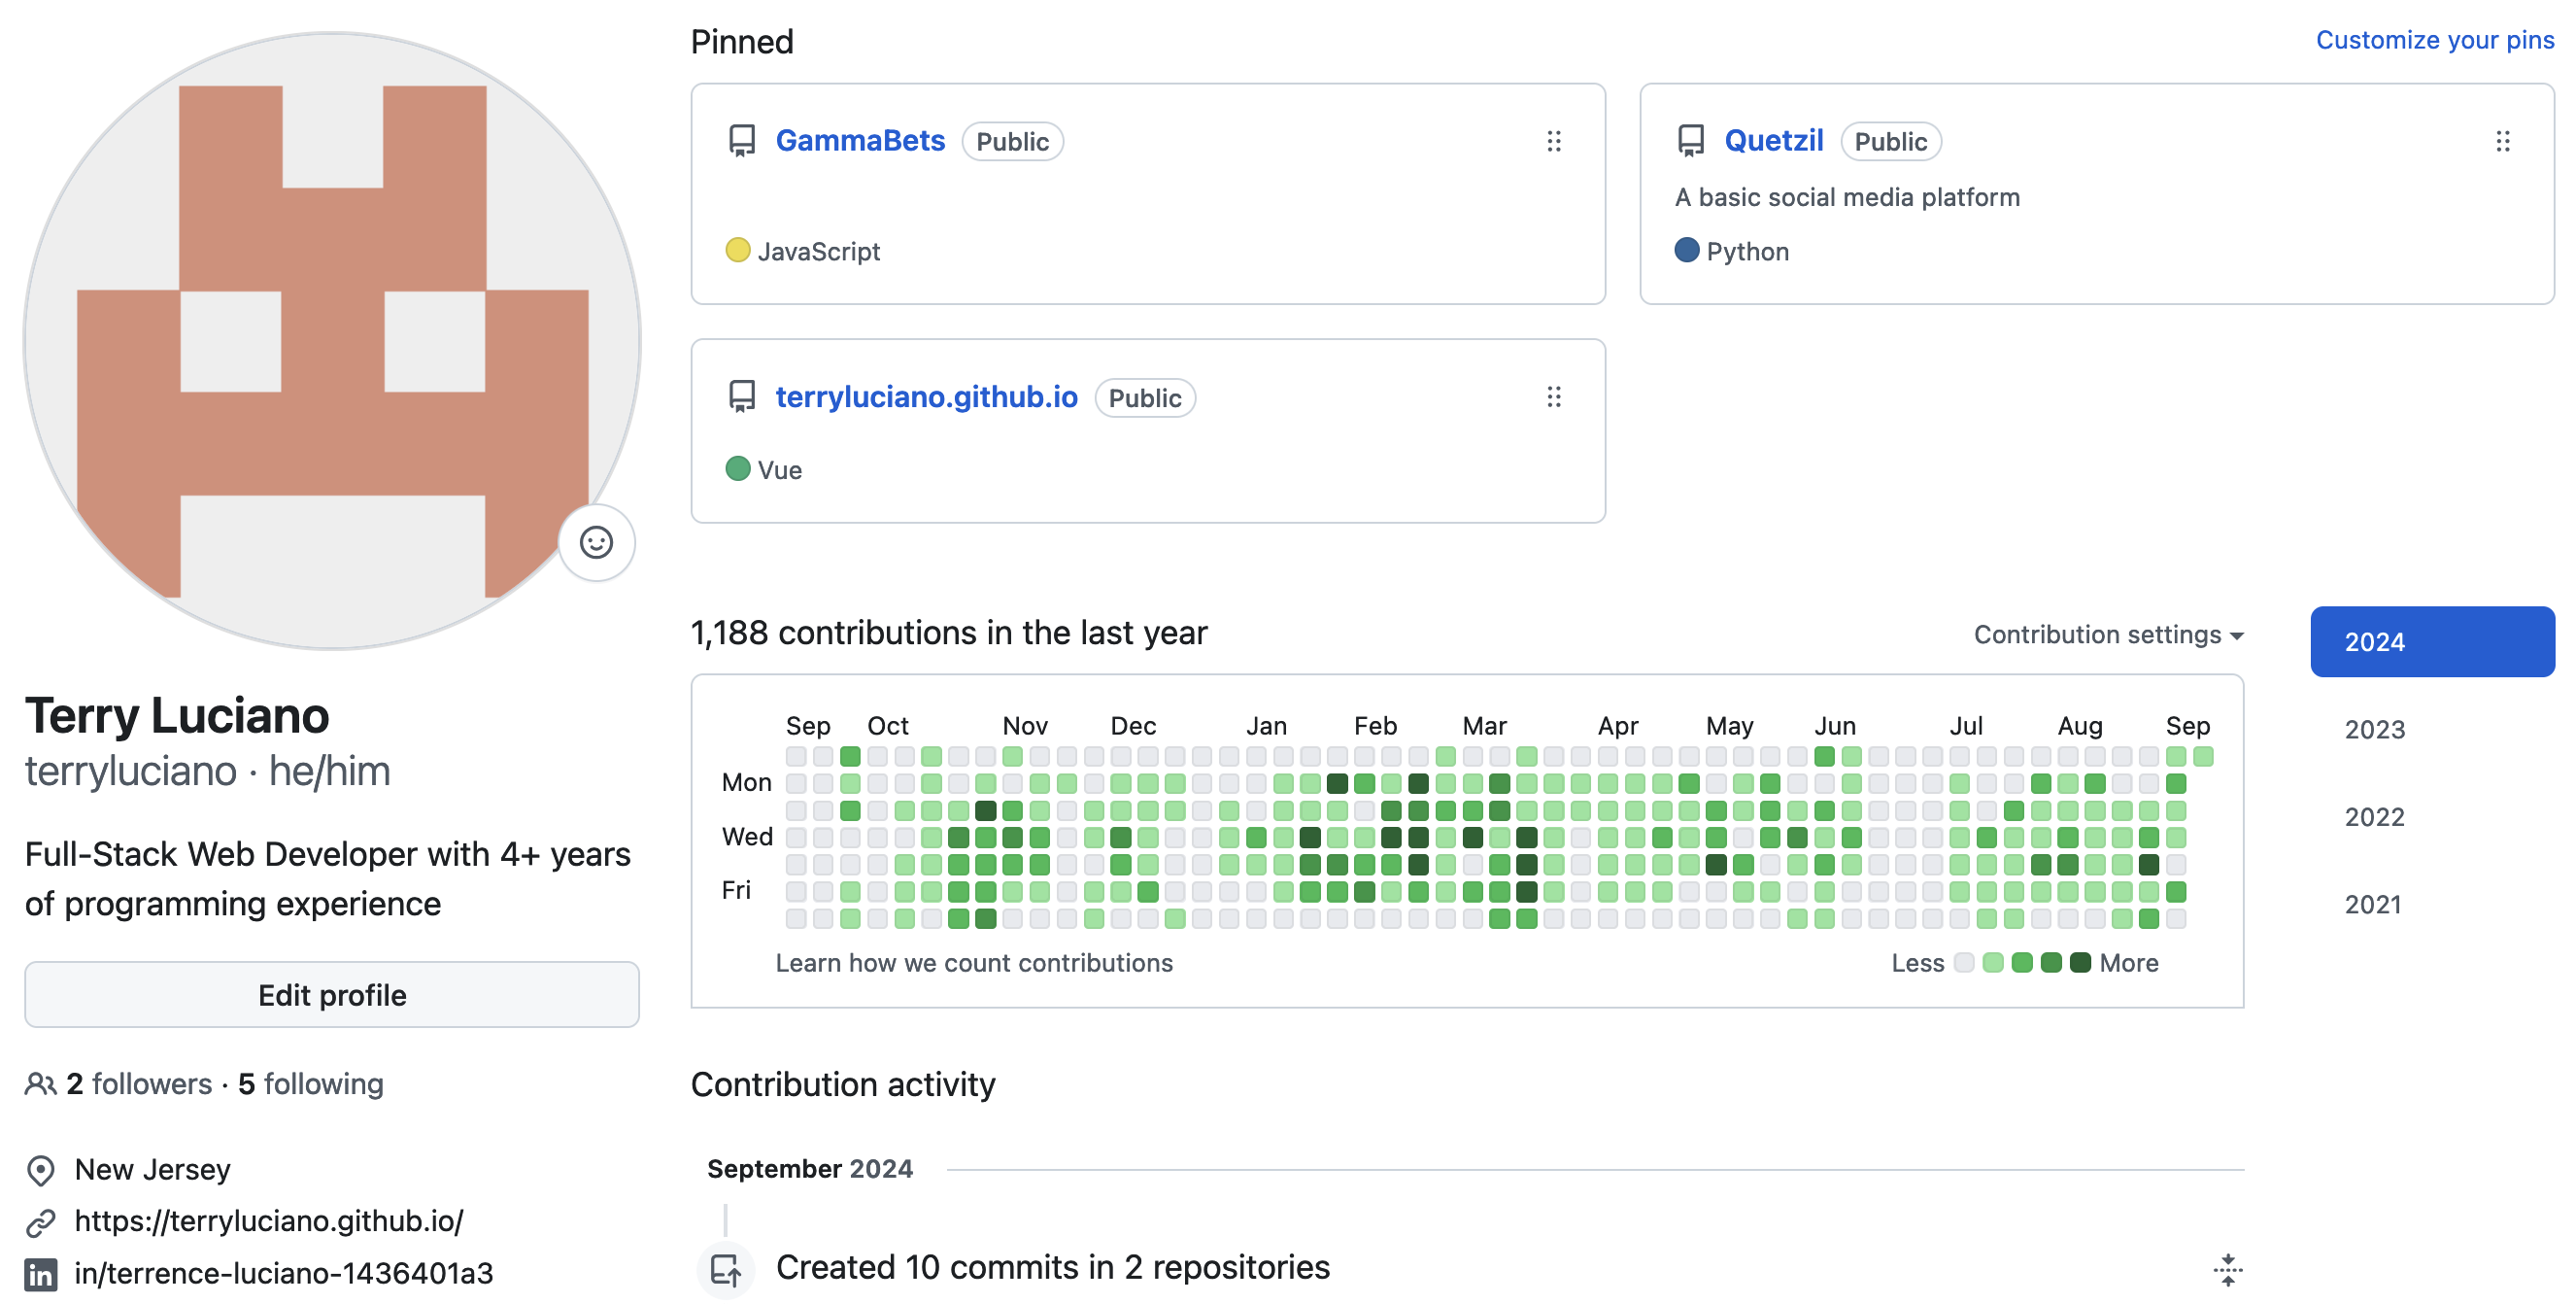 Terry Luciano
terryluciano · he/him
Full-Stack Web Developer with 4+ years
of programming experience
Edit profile
2 followers · 5 following
New Jersey
https://terryluciano.github.io/
in/terrence-luciano-1436401a3
Pinned
Customize your pins
GammaBets Public
JavaScript
Quetzil Public
A basic social media platform
Python
terryluciano.github.io Public
Vue
1,188 contributions in the last year
Contribution settings
Sep Oct Nov Dec Jan Feb Mar Apr May Jun Jul Aug Sep
Mon
Wed
Fri
Learn how we count contributions
Less More
2024
2023
2022
2021
Contribution activity
September 2024
Created 10 commits in 2 repositories